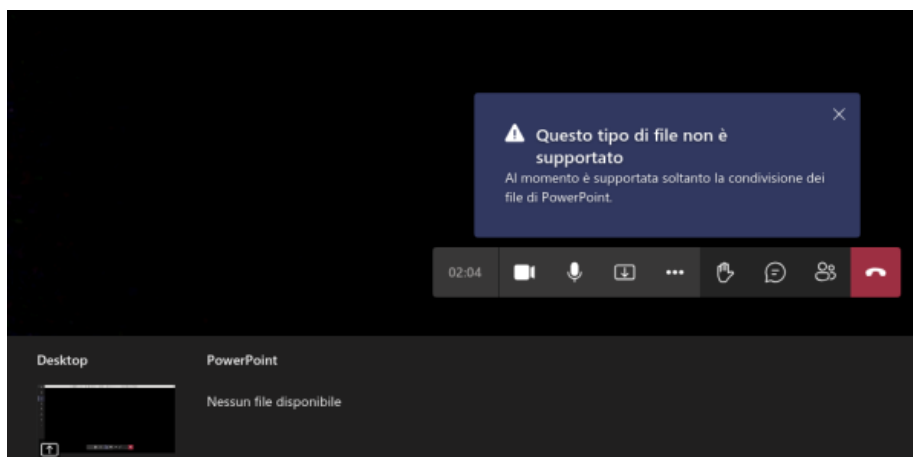 Questo tipo di file non è
supportato
Al momento è supportata soltanto la condivisione dei
file di PowerPoint.
02:04
Desktop
PowerPoint
Nessun file disponibile